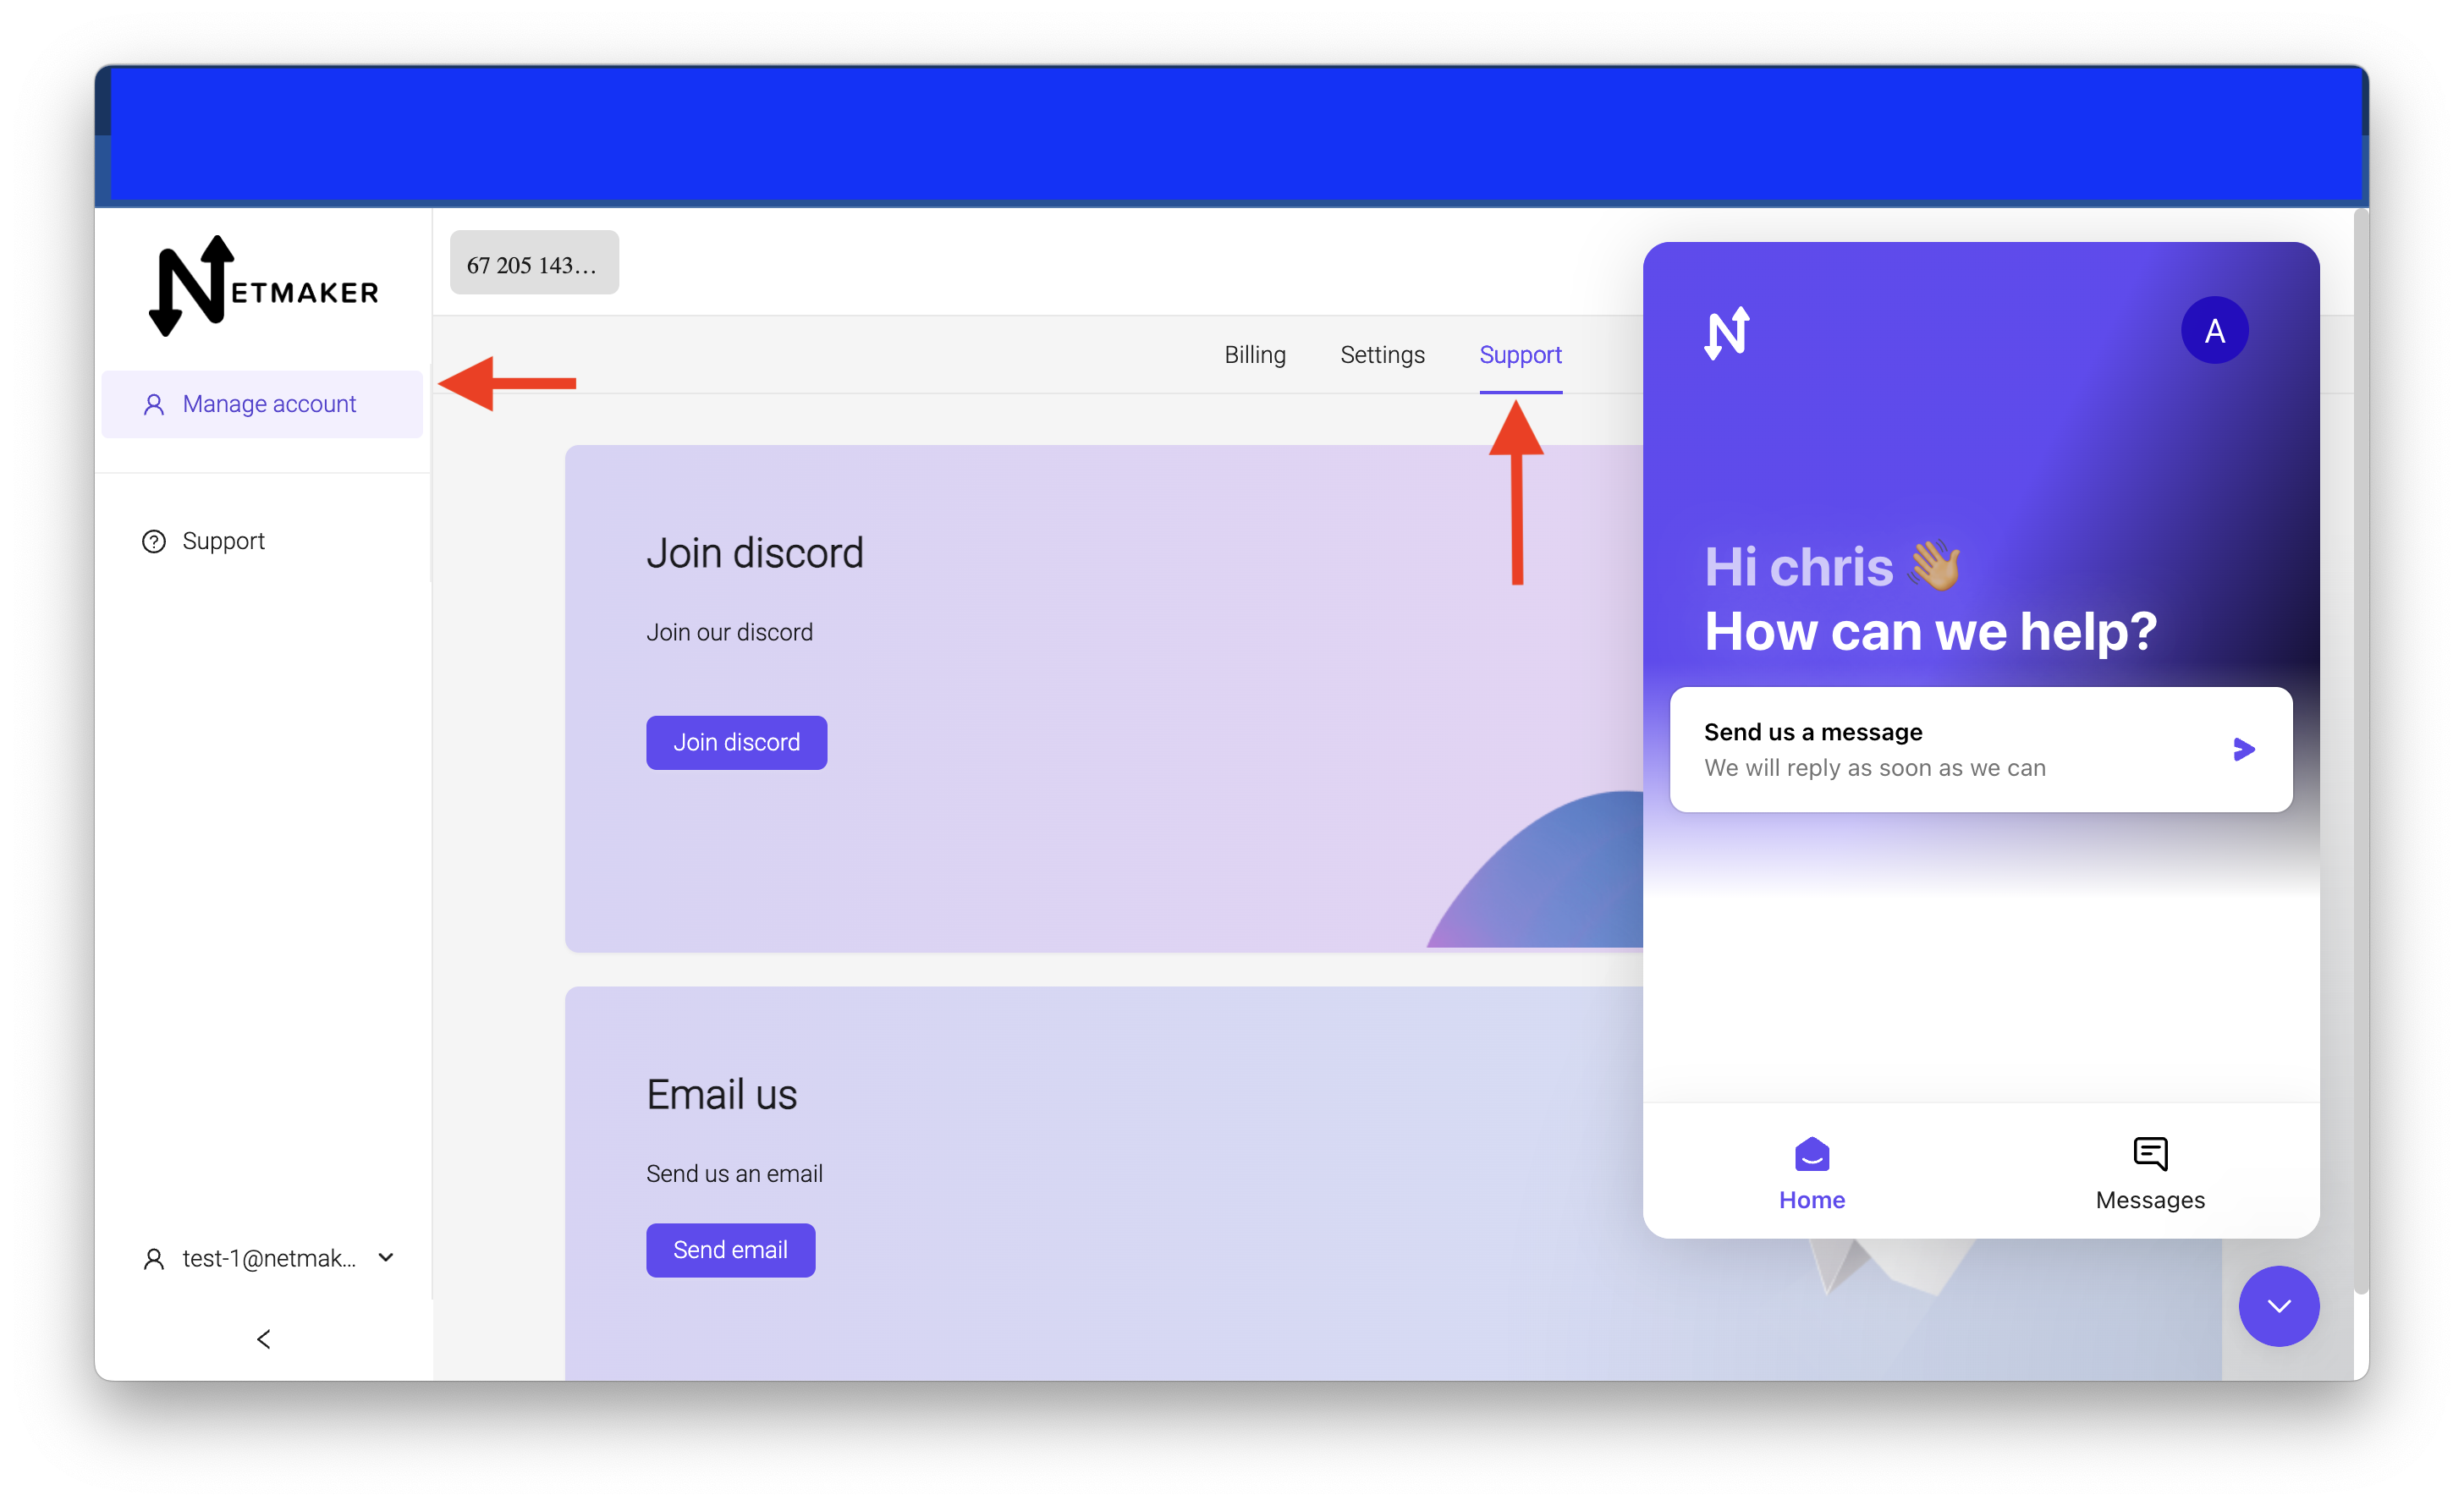 NETMAKER
67 205 143...
Manage account
Support
test-1@netmak...
Billing
Settings
Support
Join discord
Join our discord
Join discord
Email us
Send us an email
Send email
N
A
Hi chris 👋
How can we help?
Send us a message
We will reply as soon as we can
Home
Messages